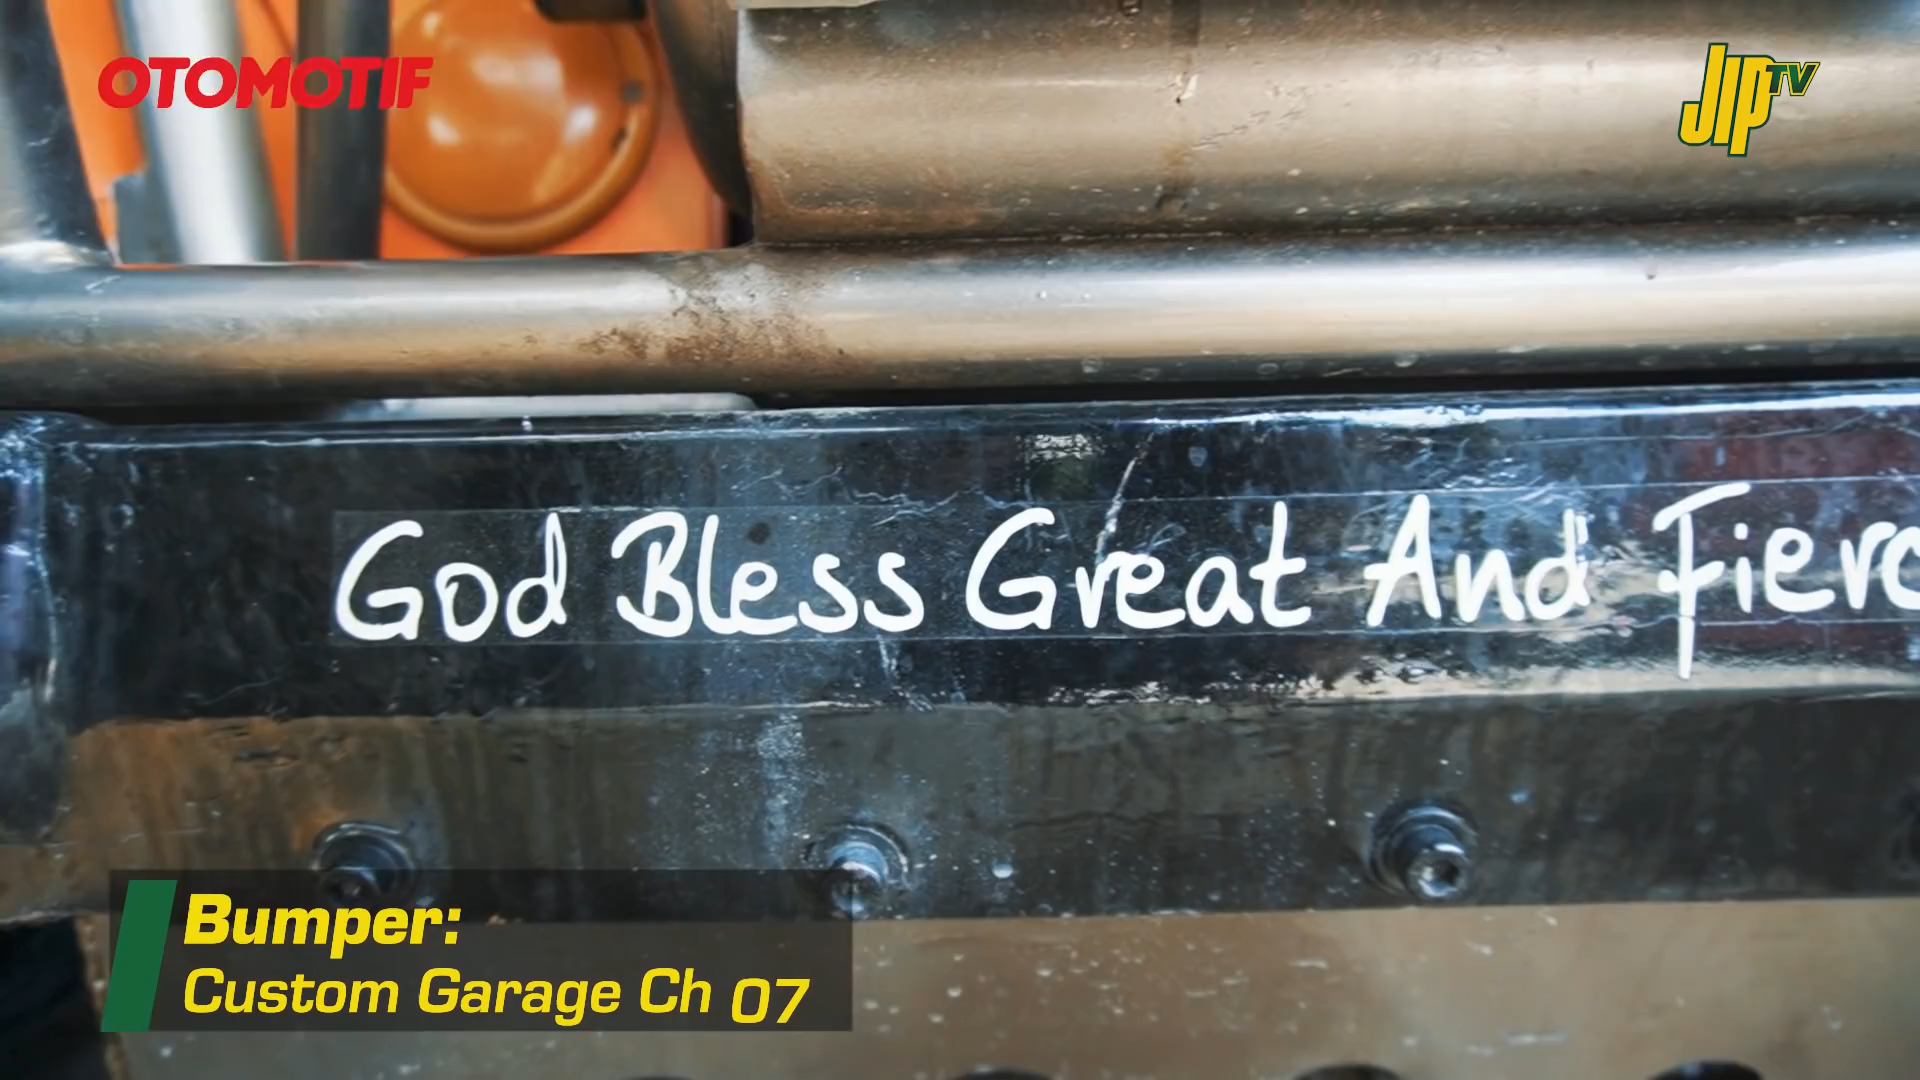 OTOMOTIF
JIP TV
God Bless Great And
Bumper:
Custom Garage Ch 07